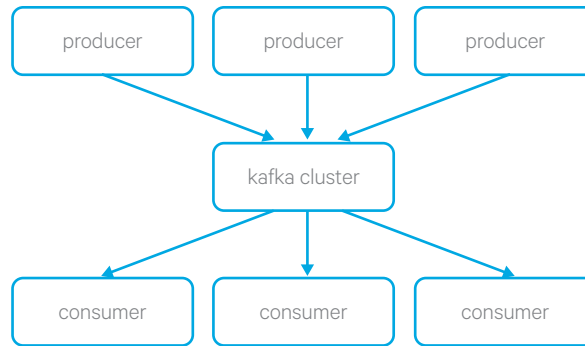 producer
producer
producer
kafka cluster
consumer
consumer
consumer